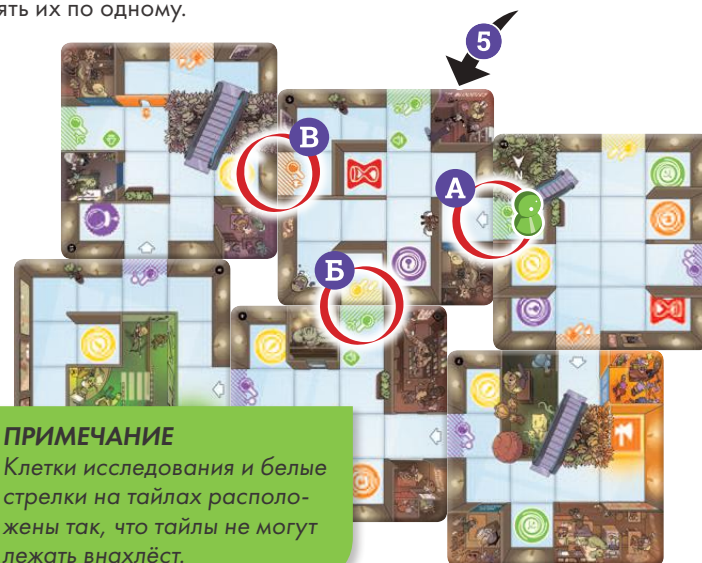 ять их по одному.
5
В
А
N
Б
ПРИМЕЧАНИЕ
Клетки исследования и белые
стрелки на тайлах располо-
жены так, что тайлы не могут
лежать внахлёст.